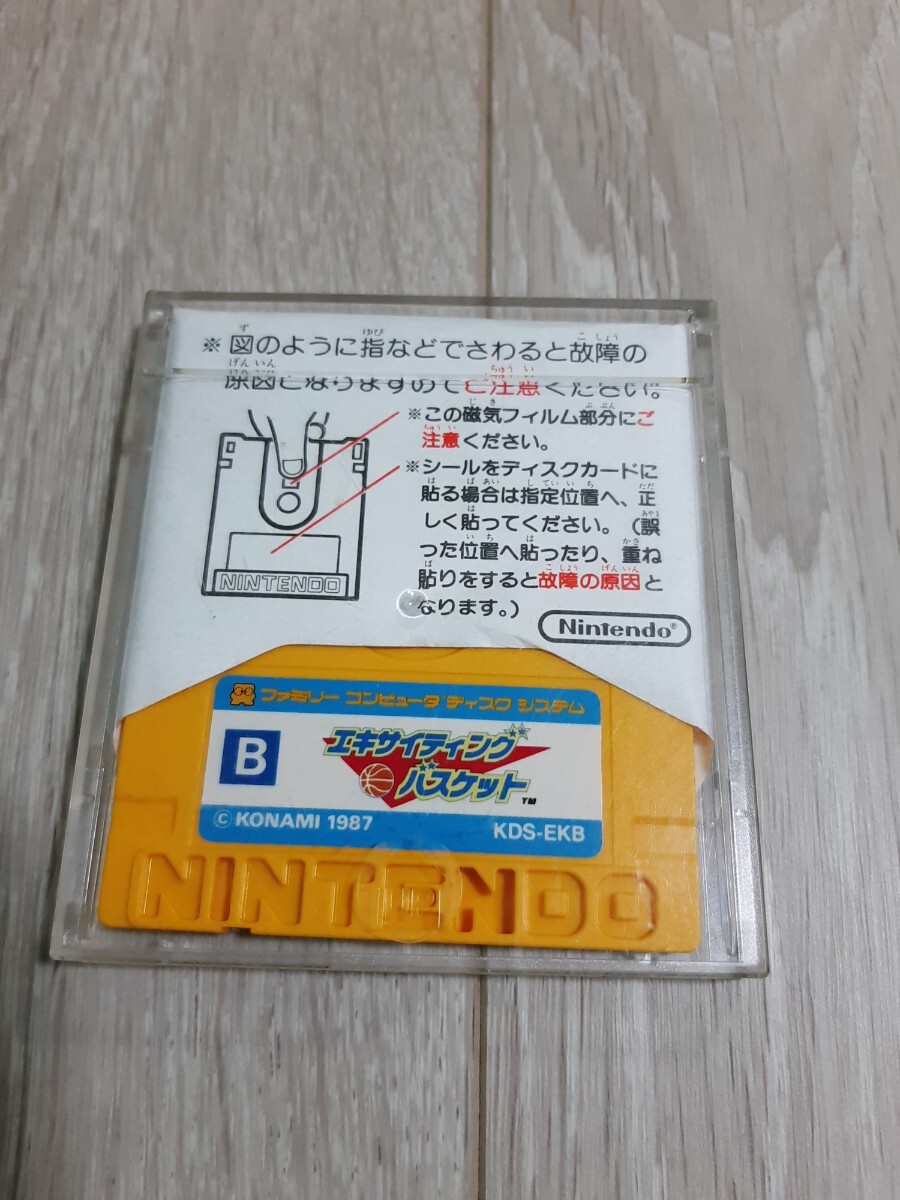 ※図のように指などでさわると故障の
原因となりますのでご注意ください。
※この磁気フィルム部分にご
注意ください。
※シールをディスクカードに
貼る場合は指定位置へ、正
しく貼ってください。(誤
った位置へ貼ったり、重ね
貼りをすると故障の原因と
なります。)
NINTENDO
Nintendo®
ファミリー コンピュータ ディスク システム
B
エキサイティング
バスケット™
© KONAMI 1987 KDS-EKB
NINTENDO